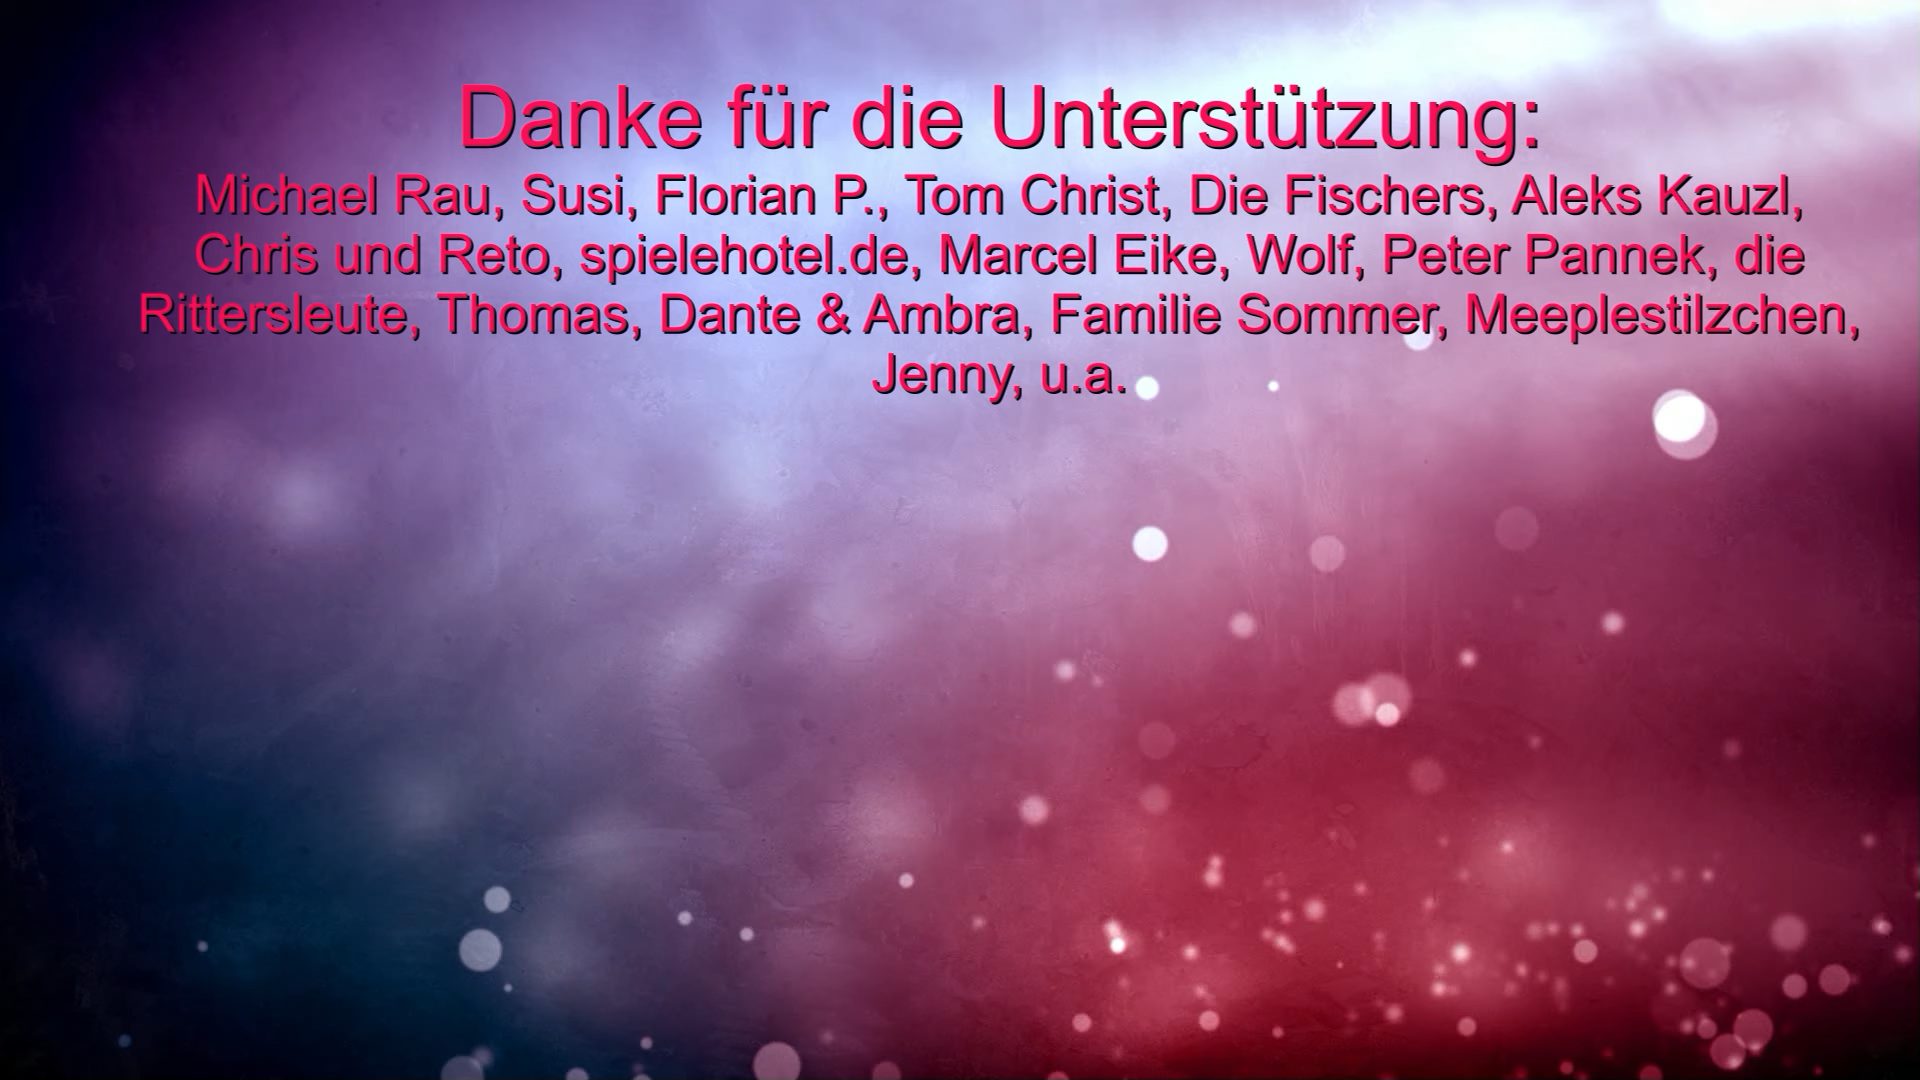 Danke für die Unterstützung:
Michael Rau, Susi, Florian P., Tom Christ, Die Fischers, Aleks Kauzl,
Chris und Reto, spielehotel.de, Marcel Eike, Wolf, Peter Pannek, die
Rittersleute, Thomas, Dante & Ambra, Familie Sommer, Meeplestilzchen,
Jenny, u.a.